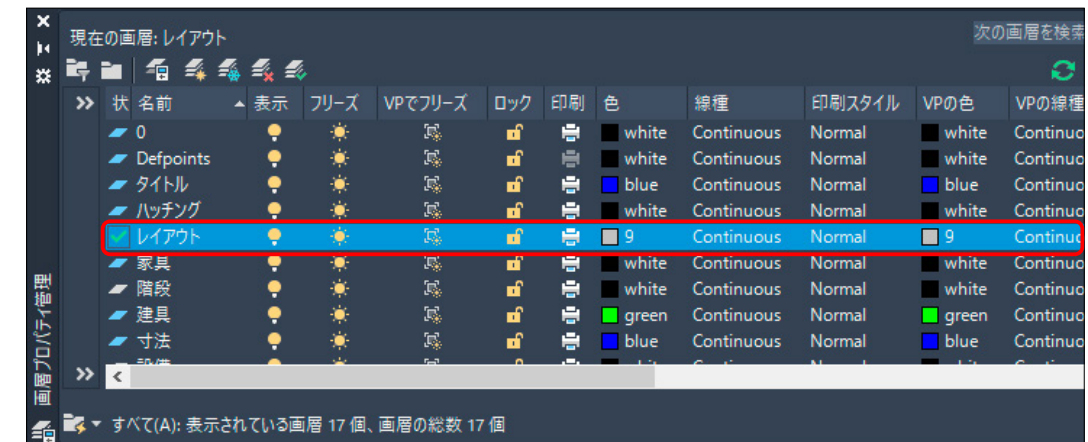 現在の画層: レイアウト
次の画層を検索
状 名前 表示 フリーズ VPでフリーズ ロック 印刷 色 線種 印刷スタイル VPの色 VPの線種
0 white Continuous Normal white Continuo
Defpoints white Continuous Normal white Continuo
タイトル blue Continuous Normal blue Continuo
ハッチング white Continuous Normal white Continuo
レイアウト 9 Continuous Normal 9 Continuo
家具 white Continuous Normal white Continuo
階段 white Continuous Normal white Continuo
建具 green Continuous Normal green Continuo
寸法 blue Continuous Normal blue Continuo
すべて(A): 表示されている画層 17 個、画層の総数 17 個
画層プロパティ管理